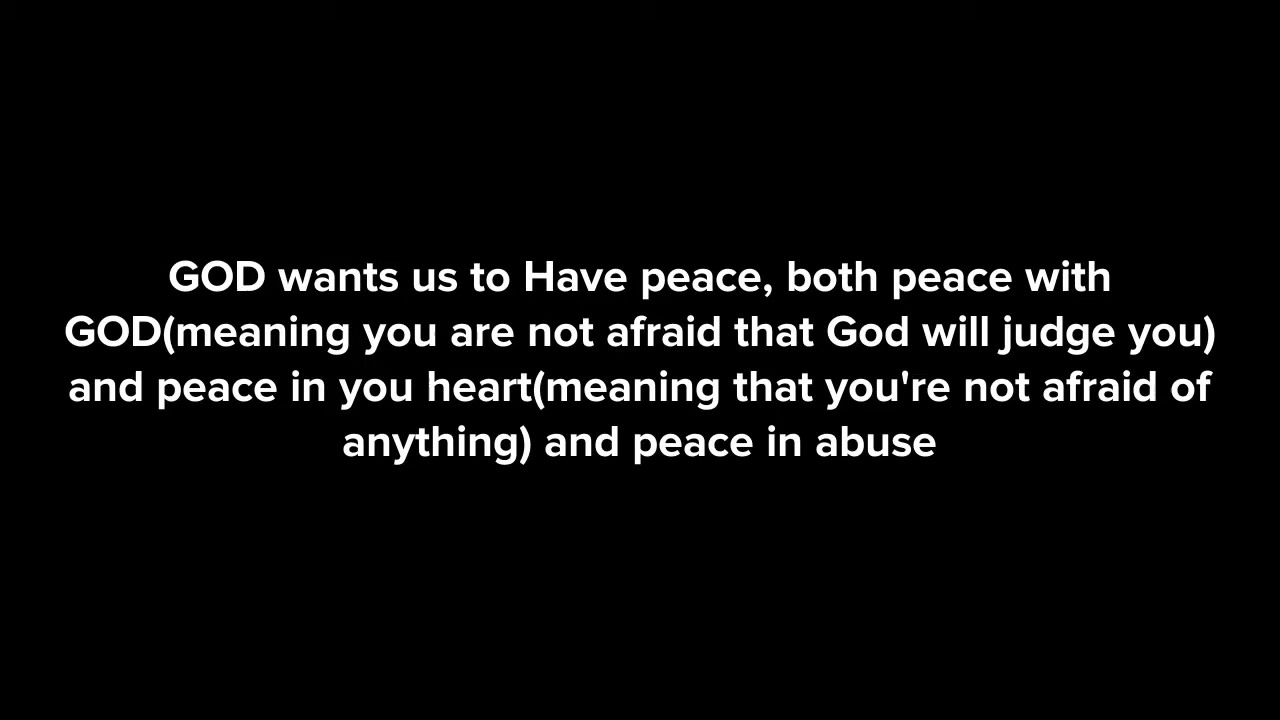 GOD wants us to Have peace, both peace with
GOD(meaning you are not afraid that God will judge you)
and peace in you heart(meaning that you're not afraid of
anything) and peace in abuse